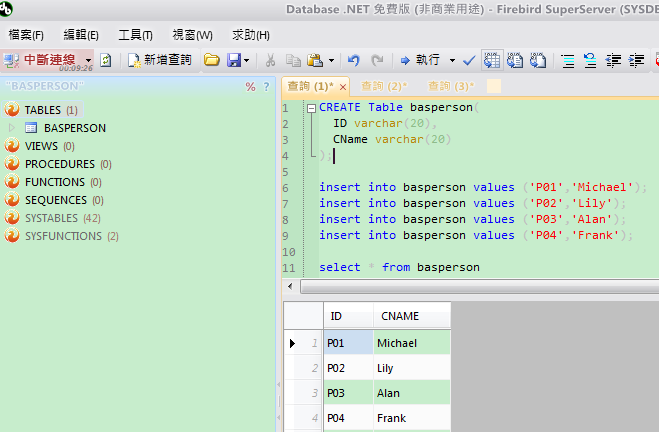 Database .NET 免費版 (非商業用途) - Firebird SuperServer (SYSDE
檔案(F) 編輯(E) 工具(T) 視窗(W) 求助(H)
中斷連線 新增查詢 執行
00:09:26
"BASPERSON" % ?
查詢 (1)* × 查詢 (2)* 查詢 (3)*
TABLES (1)
BASPERSON
VIEWS (0)
PROCEDURES (0)
FUNCTIONS (0)
SEQUENCES (0)
SYSTABLES (42)
SYSFUNCTIONS (2)
1 CREATE Table basperson(
2 ID varchar(20),
3 CName varchar(20)
4 );
5
6 insert into basperson values ('P01','Michael');
7 insert into basperson values ('P02','Lily');
8 insert into basperson values ('P03','Alan');
9 insert into basperson values ('P04','Frank');
10
11 select * from basperson
ID CNAME
1 P01 Michael
2 P02 Lily
3 P03 Alan
4 P04 Frank